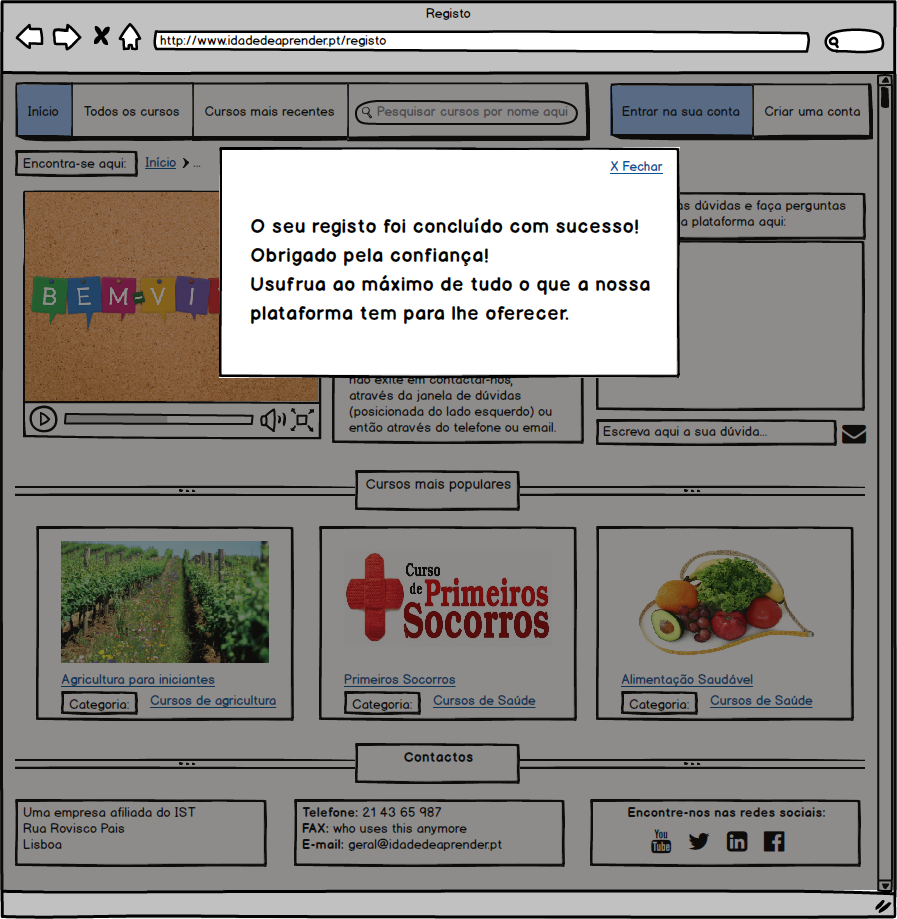 Registo
http://www.idadedeaprender.pt/registo
Início
Todos os cursos
Cursos mais recentes
Pesquisar cursos por nome aqui
Entrar na sua conta
Criar uma conta
Encontra-se aqui:
Início > ...
X Fechar
O seu registo foi concluído com sucesso!
Obrigado pela confiança!
Usufrua ao máximo de tudo o que a nossa
plataforma tem para lhe oferecer.
BEM-VI
dúvidas e faça perguntas
plataforma aqui:
não exite em contactar-nos,
através da janela de dúvidas
(posicionada do lado esquerdo) ou
então através do telefone ou email.
Escreva aqui a sua dúvida...
Cursos mais populares
Curso
de Primeiros
Socorros
Agricultura para iniciantes
Categoria:
Cursos de agricultura
Primeiros Socorros
Categoria:
Cursos de Saúde
Alimentação Saudável
Categoria:
Cursos de Saúde
Contactos
Uma empresa afiliada do IST
Rua Rovisco Pais
Lisboa
Telefone: 21 43 65 987
FAX: who uses this anymore
E-mail: geral@idadedeaprender.pt
Encontre-nos nas redes sociais:
You
Tube